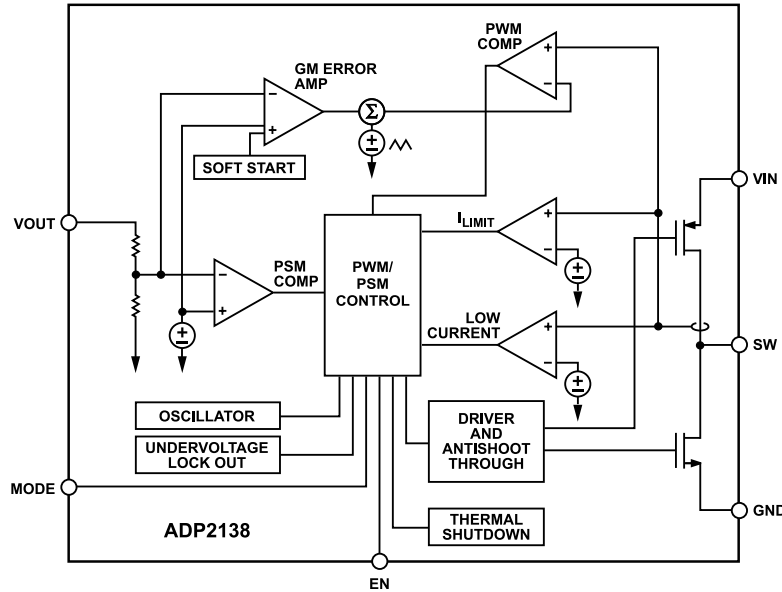 PWM
COMP
GM ERROR
AMP
+
−
−
+
+
Σ
SOFT START
VIN
VOUT
ILIMIT
+
−
PSM
COMP
PWM/
PSM
CONTROL
−
+
LOW
CURRENT
+
−
SW
OSCILLATOR
DRIVER
AND
ANTISHOOT
THROUGH
UNDERVOLTAGE
LOCK OUT
MODE
GND
THERMAL
SHUTDOWN
ADP2138
EN